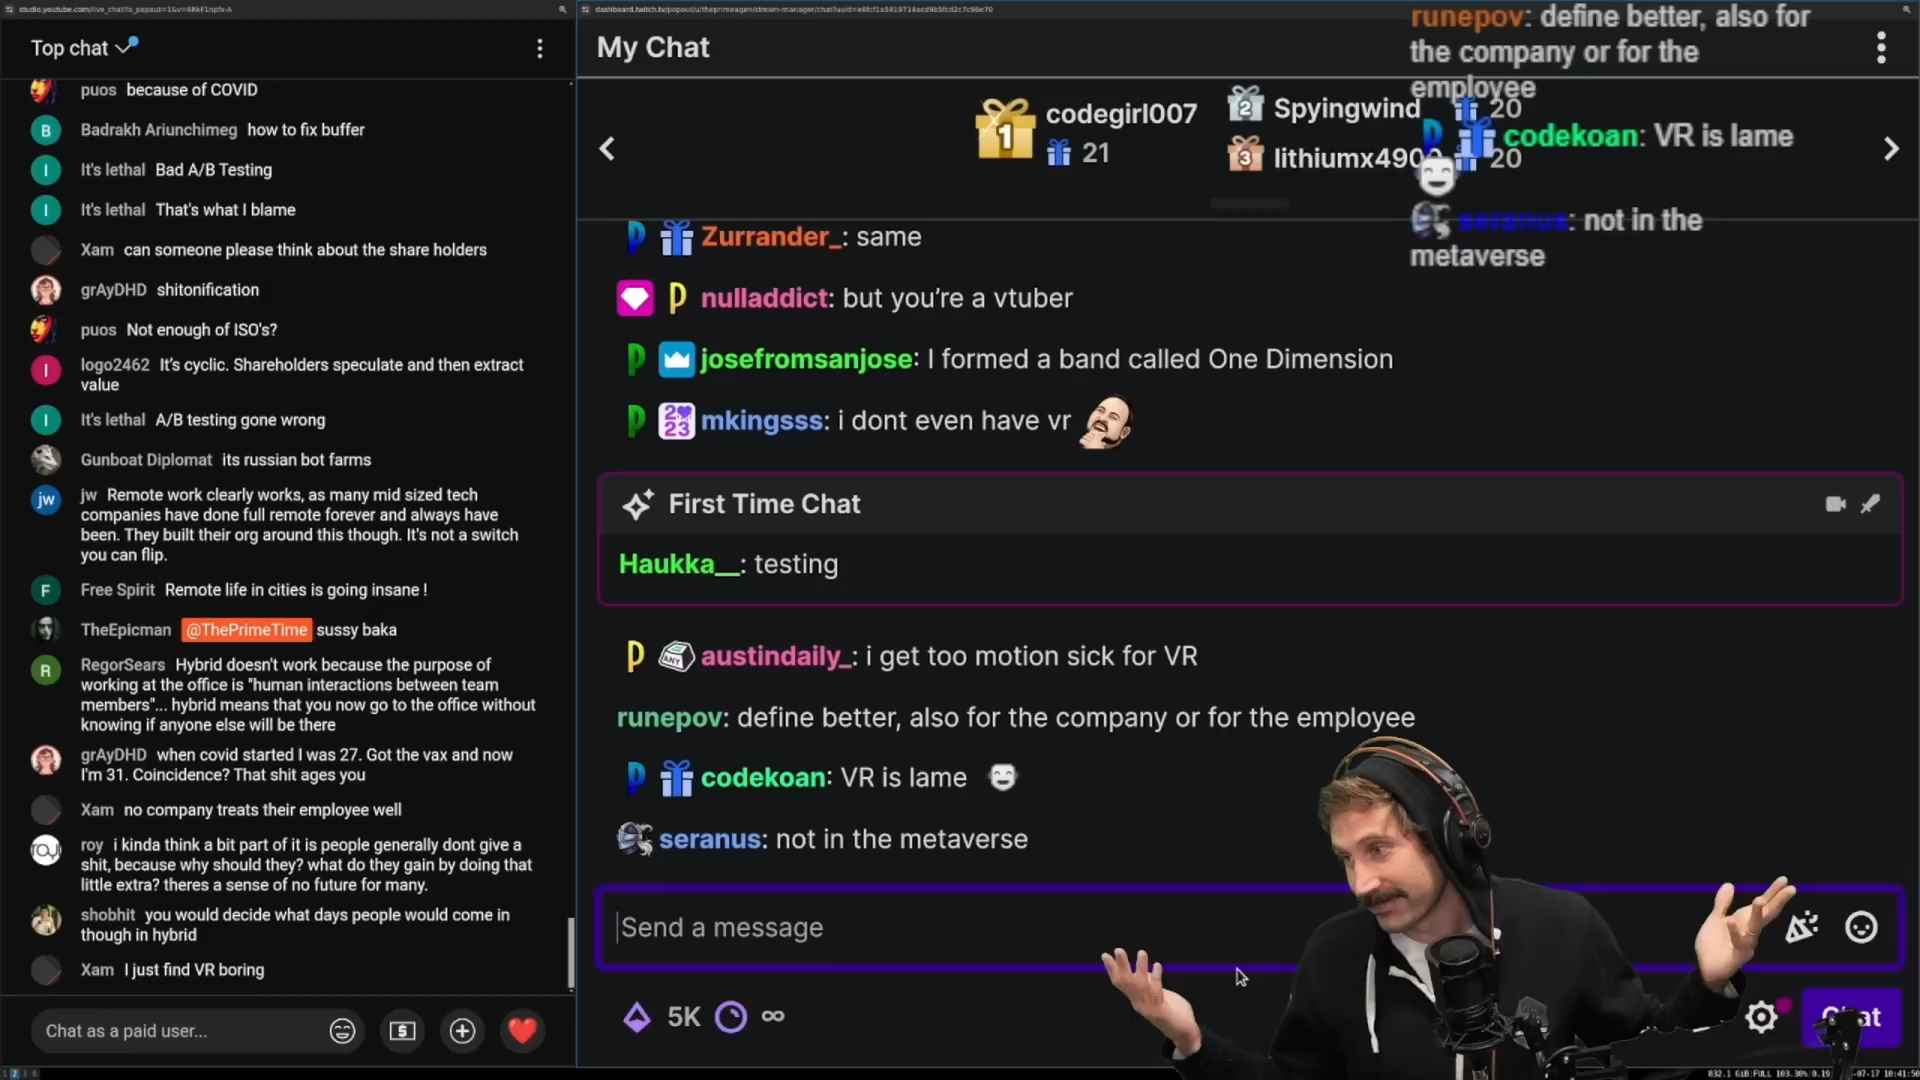 studio.youtube.com/live_chat?is_popout=1&v=6RkF1npfx-A
Top chat
puos because of COVID
Badrakh Ariunchimeg how to fix buffer
It's lethal Bad A/B Testing
It's lethal That's what I blame
Xam can someone please think about the share holders
grAyDHD shitonification
puos Not enough of ISO's?
logo2462 It's cyclic. Shareholders speculate and then extract
value
It's lethal A/B testing gone wrong
Gunboat Diplomat its russian bot farms
jw Remote work clearly works, as many mid sized tech
companies have done full remote forever and always have
been. They built their org around this though. It's not a switch
you can flip.
Free Spirit Remote life in cities is going insane !
TheEpicman @ThePrimeTime sussy baka
RegorSears Hybrid doesn't work because the purpose of
working at the office is "human interactions between team
members"... hybrid means that you now go to the office without
knowing if anyone else will be there
grAyDHD when covid started I was 27. Got the vax and now
I'm 31. Coincidence? That shit ages you
Xam no company treats their employee well
roy i kinda think a bit part of it is people generally dont give a
shit, because why should they? what do they gain by doing that
little extra? theres a sense of no future for many.
shobhit you would decide what days people would come in
though in hybrid
Xam I just find VR boring
Chat as a paid user...
My Chat
1 codegirl007
21
2 Spyingwind 20
3 lithiumx490 20
Zurrander_: same
nulladdict: but you're a vtuber
josefromsanjose: I formed a band called One Dimension
2023 mkingsss: i dont even have vr
First Time Chat
Haukka__: testing
ANY austindaily_: i get too motion sick for VR
runepov: define better, also for the company or for the employee
codekoan: VR is lame
seranus: not in the metaverse
Send a message
5K ∞
runepov: define better, also for
the company or for the
employee
codekoan: VR is lame
seranus: not in the
metaverse